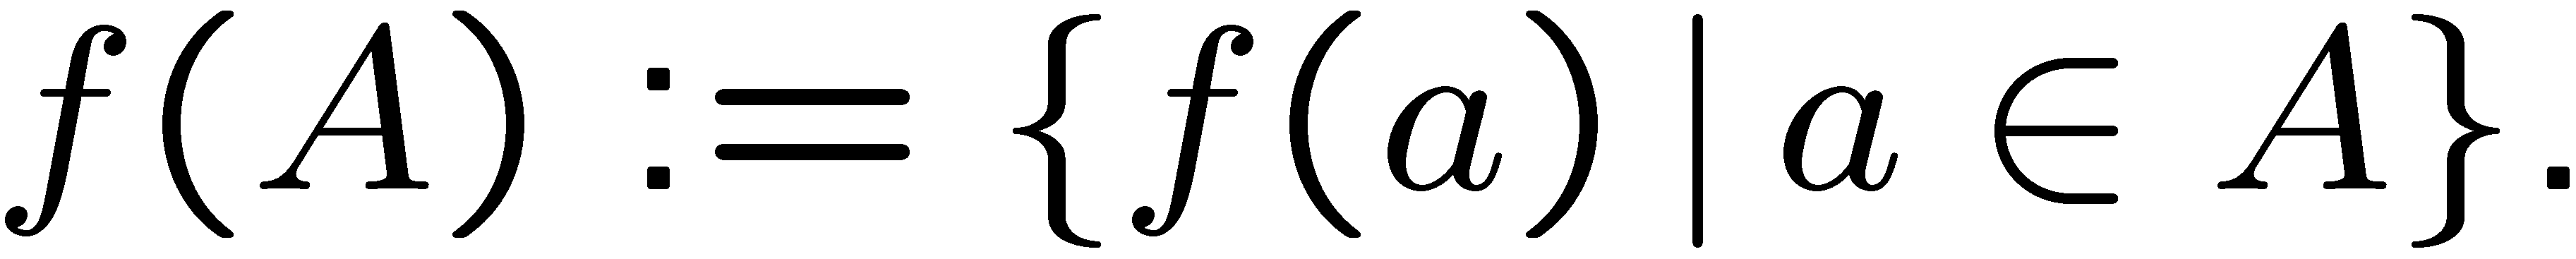 f(A) := {f(a) | a ∈ A}.